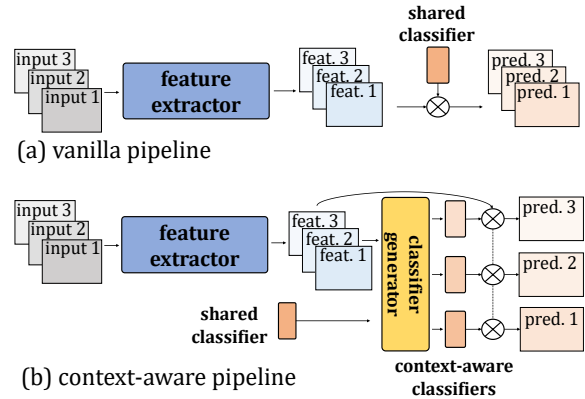 shared
classifier
input 3
input 2
input 1
feature
extractor
feat. 3
feat. 2
feat. 1
pred. 3
pred. 2
pred. 1
(a) vanilla pipeline
input 3
input 2
input 1
feature
extractor
feat. 3
feat. 2
feat. 1
classifier
generator
pred. 3
pred. 2
pred. 1
shared
classifier
context-aware
classifiers
(b) context-aware pipeline